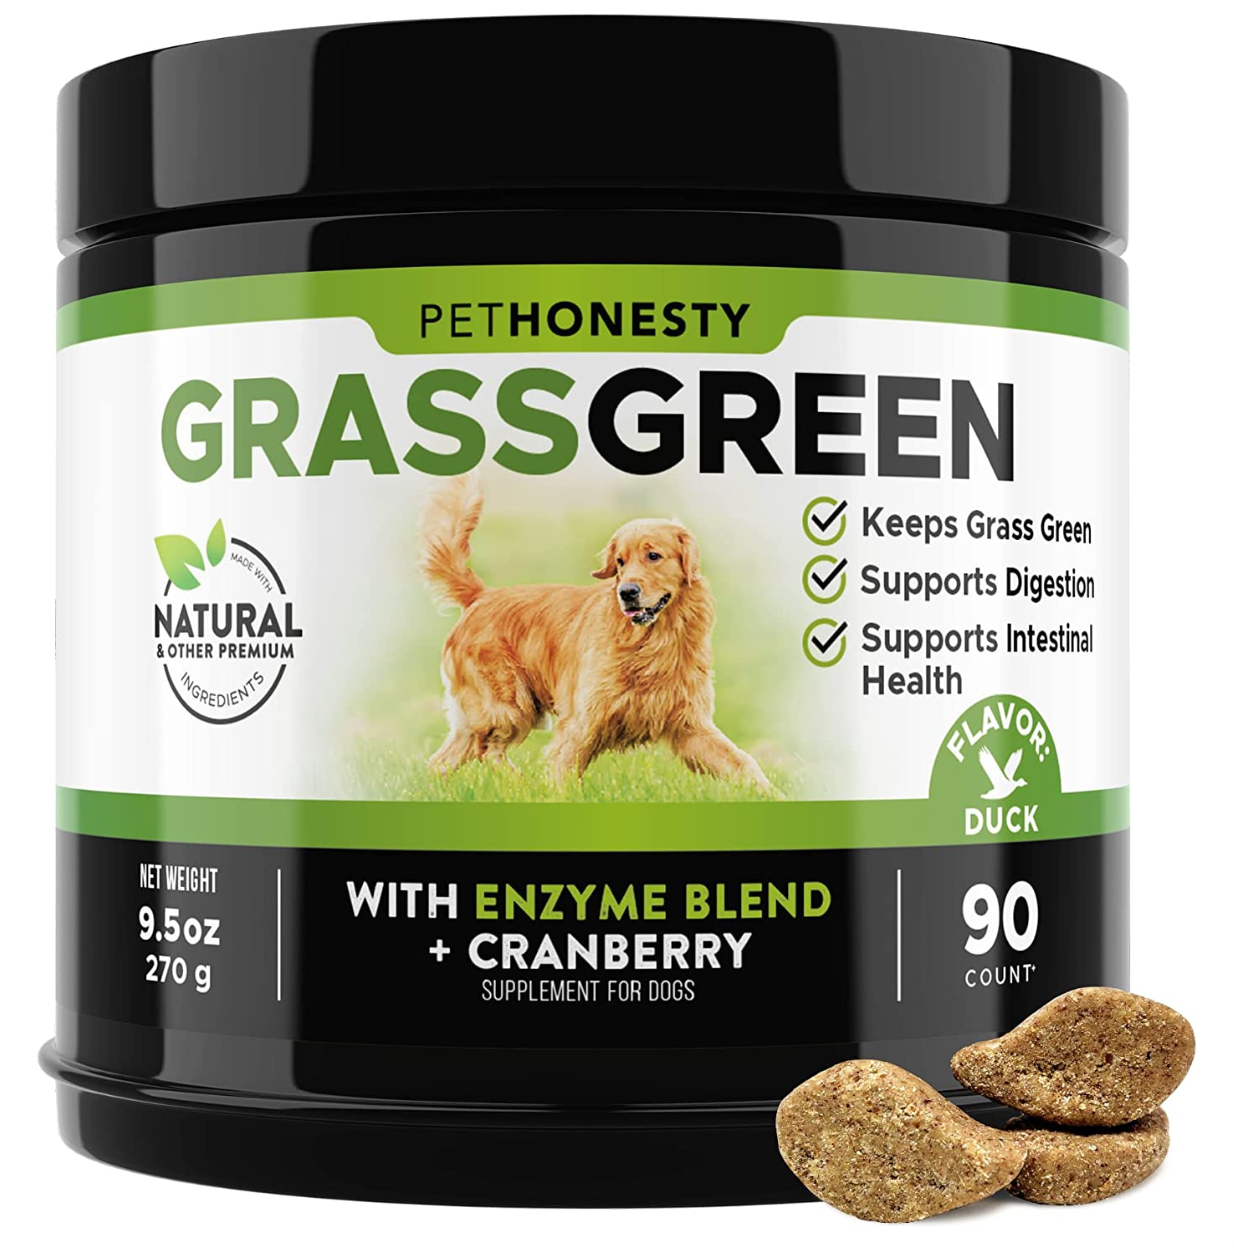 PETHONESTY
GRASSGREEN
Keeps Grass Green
Supports Digestion
Supports Intestinal
Health
MADE WITH
NATURAL
& OTHER PREMIUM
INGREDIENTS
FLAVOR:
DUCK
NET WEIGHT
9.5oz
270 g
WITH ENZYME BLEND
+ CRANBERRY
SUPPLEMENT FOR DOGS
90
COUNT+